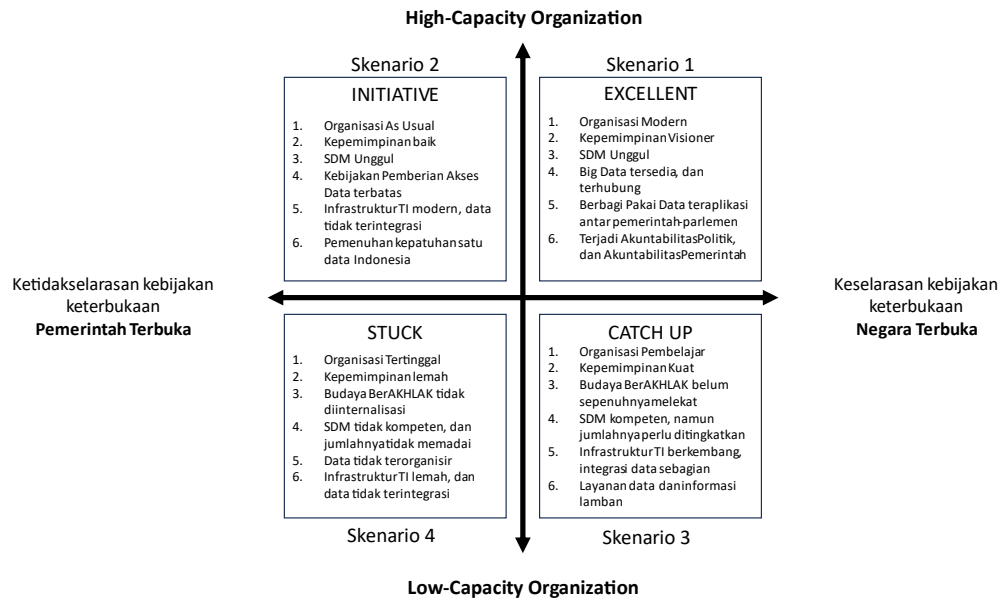 High-Capacity Organization
Skenario 2
INITIATIVE
1. Organisasi As Usual
2. Kepemimpinan baik
3. SDM Unggul
4. Kebijakan Pemberian Akses
Data terbatas
5. Infrastruktur TI modern, data
tidak terintegrasi
6. Pemenuhan kepatuhan satu
data Indonesia
Skenario 1
EXCELLENT
1. Organisasi Modern
2. Kepemimpinan Visioner
3. SDM Unggul
4. Big Data tersedia, dan
terhubung
5. Berbagi Pakai Data teraplikasi
antar pemerintah-parlemen
6. Terjadi Akuntabilitas Politik,
dan Akuntabilitas Pemerintah
Ketidakselarasan kebijakan
keterbukaan
Pemerintah Terbuka
Keselarasan kebijakan
keterbukaan
Negara Terbuka
STUCK
1. Organisasi Tertinggal
2. Kepemimpinan lemah
3. Budaya BerAKHLAK tidak
diinternalisasi
4. SDM tidak kompeten, dan
jumlahnya tidak memadai
5. Data tidak terorganisir
6. Infrastruktur TI lemah, dan
data tidak terintegrasi
Skenario 4
CATCH UP
1. Organisasi Pembelajar
2. Kepemimpinan Kuat
3. Budaya BerAKHLAK belum
sepenuhnya melekat
4. SDM kompeten, namun
jumlahnya perlu ditingkatkan
5. Infrastruktur TI berkembang,
integrasi data sebagian
6. Layanan data dan informasi
lamban
Skenario 3
Low-Capacity Organization